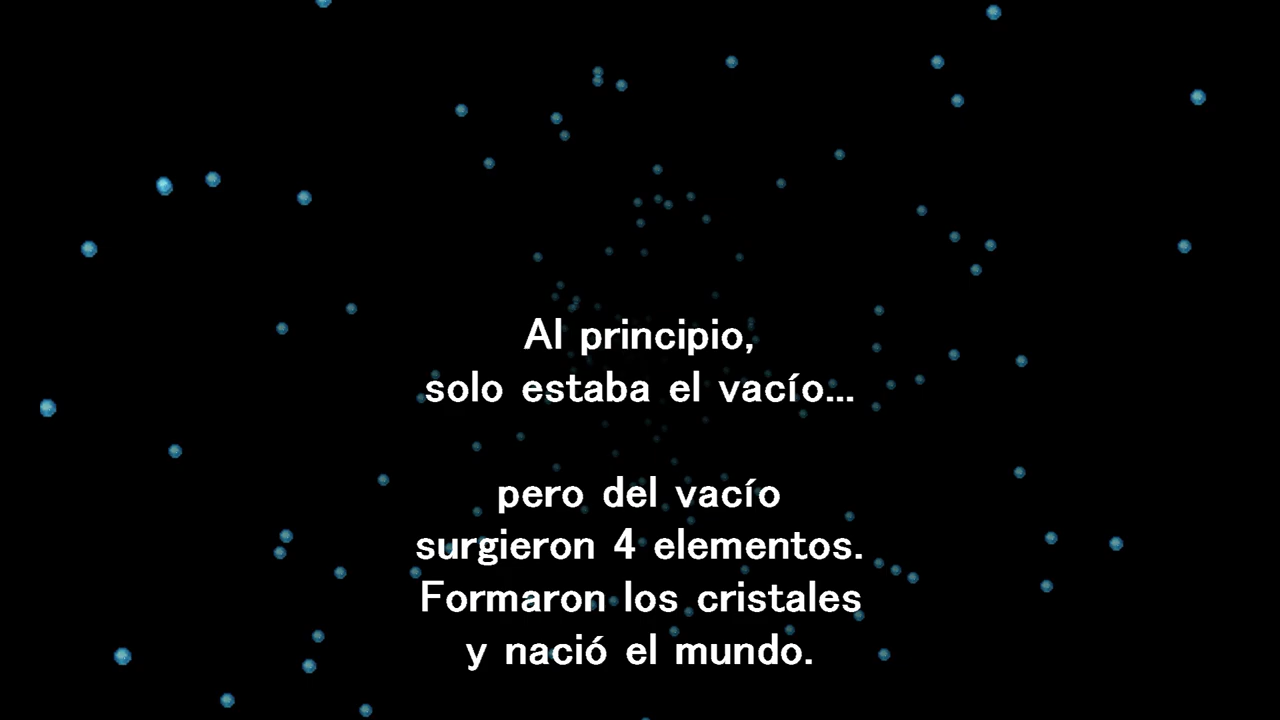 Al principio,
solo estaba el vacío...
pero del vacío
surgieron 4 elementos.
Formaron los cristales
y nació el mundo.